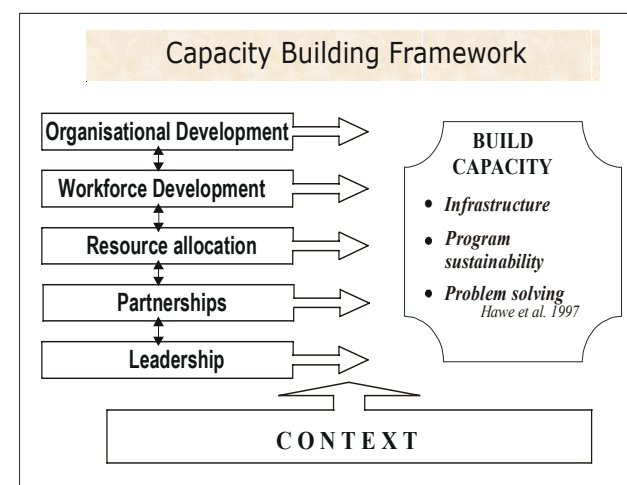 Capacity Building Framework
Organisational Development
Workforce Development
Resource allocation
Partnerships
Leadership
BUILD
CAPACITY
• Infrastructure
• Program
sustainability
• Problem solving
Hawe et al. 1997
CONTEXT